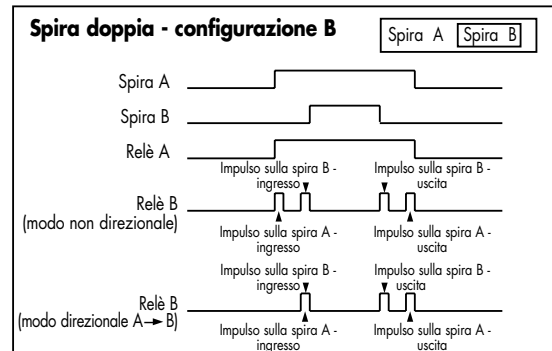 Spira doppia - configurazione B
Spira A Spira B
Spira A
Spira B
Relè A
Impulso sulla spira B -
ingresso
Impulso sulla spira B -
uscita
Relè B
(modo non direzionale)
Impulso sulla spira A -
ingresso
Impulso sulla spira A -
uscita
Impulso sulla spira B -
ingresso
Impulso sulla spira B -
uscita
Relè B
(modo direzionale A→ B)
Impulso sulla spira A -
ingresso
Impulso sulla spira A -
uscita